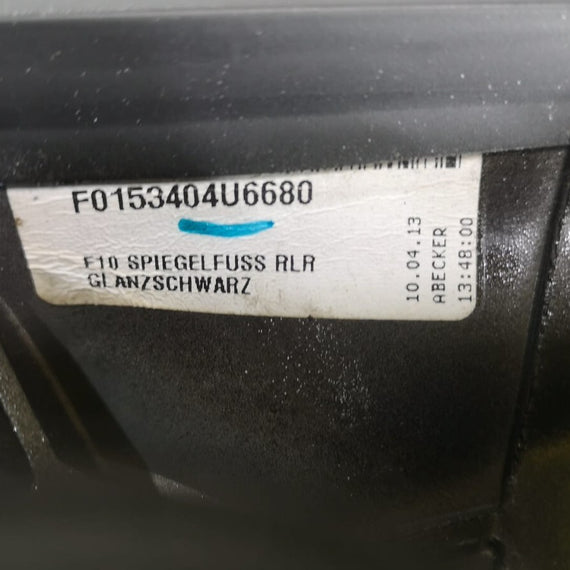 F0153404U6680
F10 SPIEGELFUSS RLR
GLANZSCHWARZ
10.04.13
ABECKER
13:48:00